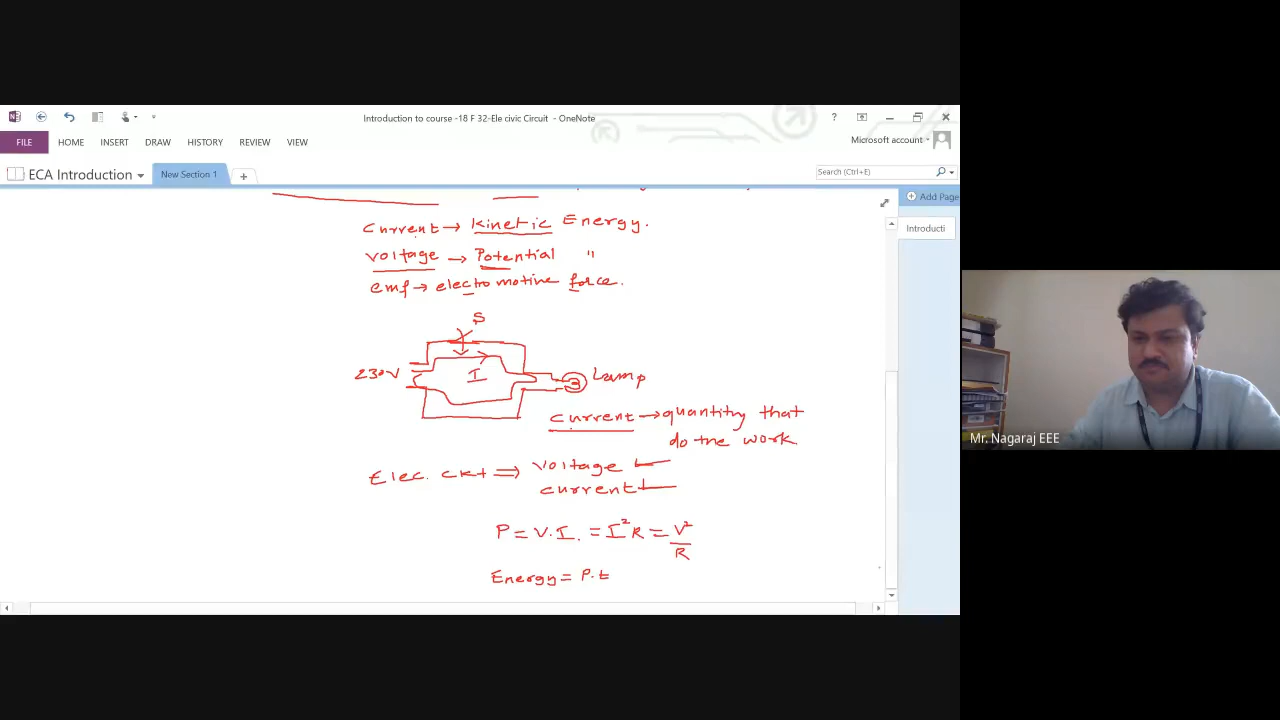 Introduction to course -18 F 32-Ele civic Circuit - OneNote
?
FILE
HOME
INSERT
DRAW
HISTORY
REVIEW
VIEW
Microsoft account
ECA Introduction
New Section 1
+
Search (Ctrl+E)
Add Page
Introducti
Current → Kinetic Energy.
Voltage → Potential "
emf → electro motive force.
S
230V
I
Lamp
Current → quantity that
do the work
Elec. ckt ⇒ Voltage
current
P = V.I. = I²R = V²/R
Energy = P.t
Mr. Nagaraj EEE